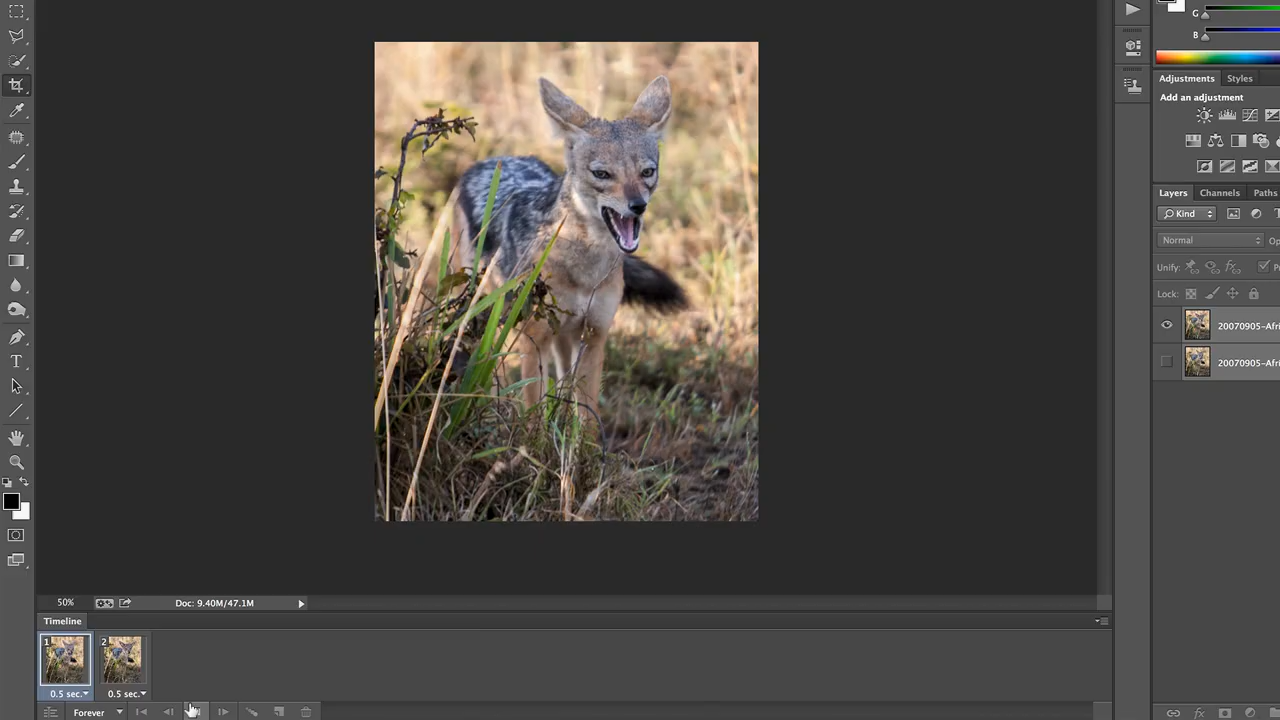 G
B
Adjustments Styles
Add an adjustment
Layers Channels Paths
Kind
Normal
Unify:
Lock:
20070905-Afri
20070905-Afri
50% Doc: 9.40M/47.1M
Timeline
1 2
0.5 sec. 0.5 sec.
Forever